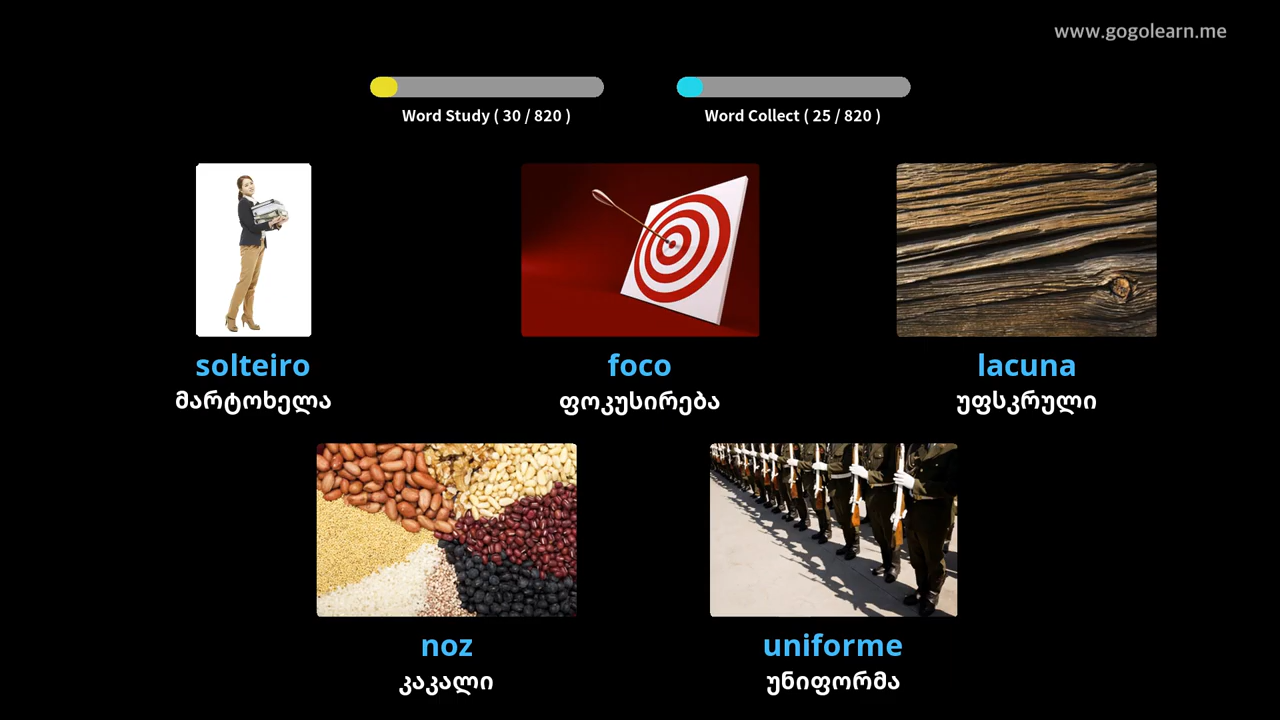 www.gogolearn.me
Word Study ( 30 / 820 )
Word Collect ( 25 / 820 )
solteiro
მარტოხელა
foco
ფოკუსირება
lacuna
უფსკრული
noz
კაკალი
uniforme
უნიფორმა